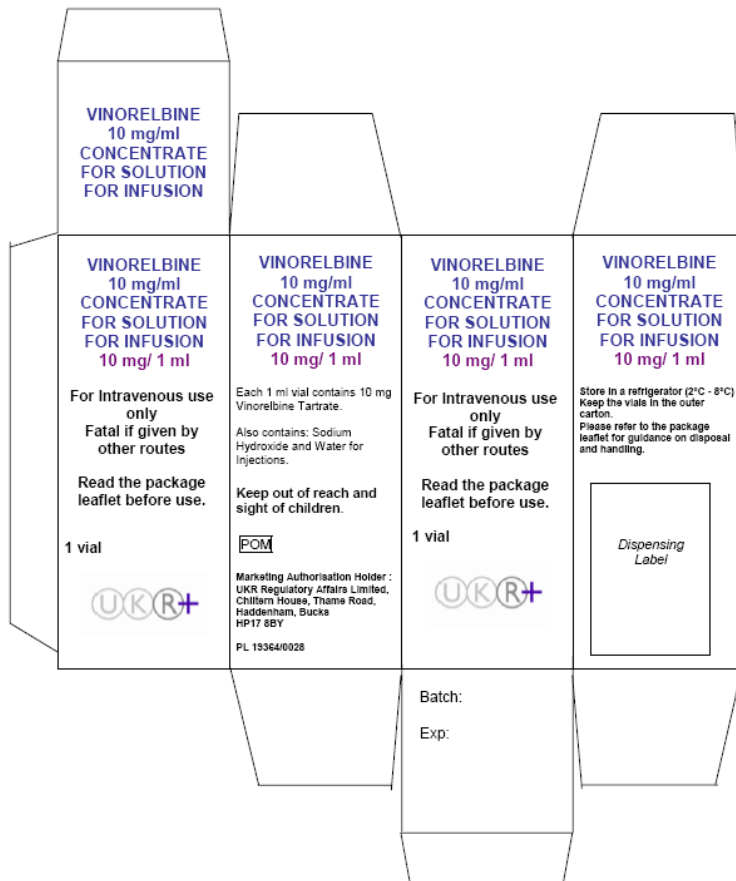 VINORELBINE
10 mg/ml
CONCENTRATE
FOR SOLUTION
FOR INFUSION
VINORELBINE
10 mg/ml
CONCENTRATE
FOR SOLUTION
FOR INFUSION
10 mg/ 1 ml
For Intravenous use
only
Fatal if given by
other routes
Read the package
leaflet before use.
1 vial
UKR+
VINORELBINE
10 mg/ml
CONCENTRATE
FOR SOLUTION
FOR INFUSION
10 mg/ 1 ml
Each 1 ml vial contains 10 mg
Vinorelbine Tartrate.
Also contains: Sodium
Hydroxide and Water for
Injections.
Keep out of reach and
sight of children.
POM
Marketing Authorisation Holder :
UKR Regulatory Affairs Limited,
Chiltern House, Thame Road,
Haddenham, Bucks
HP17 8BY
PL 19364/0028
VINORELBINE
10 mg/ml
CONCENTRATE
FOR SOLUTION
FOR INFUSION
10 mg/ 1 ml
For Intravenous use
only
Fatal if given by
other routes
Read the package
leaflet before use.
1 vial
UKR+
VINORELBINE
10 mg/ml
CONCENTRATE
FOR SOLUTION
FOR INFUSION
10 mg/ 1 ml
Store in a refrigerator (2°C - 8°C)
Keep the vials in the outer
carton.
Please refer to the package
leaflet for guidance on disposal
and handling.
Dispensing
Label
Batch:
Exp: